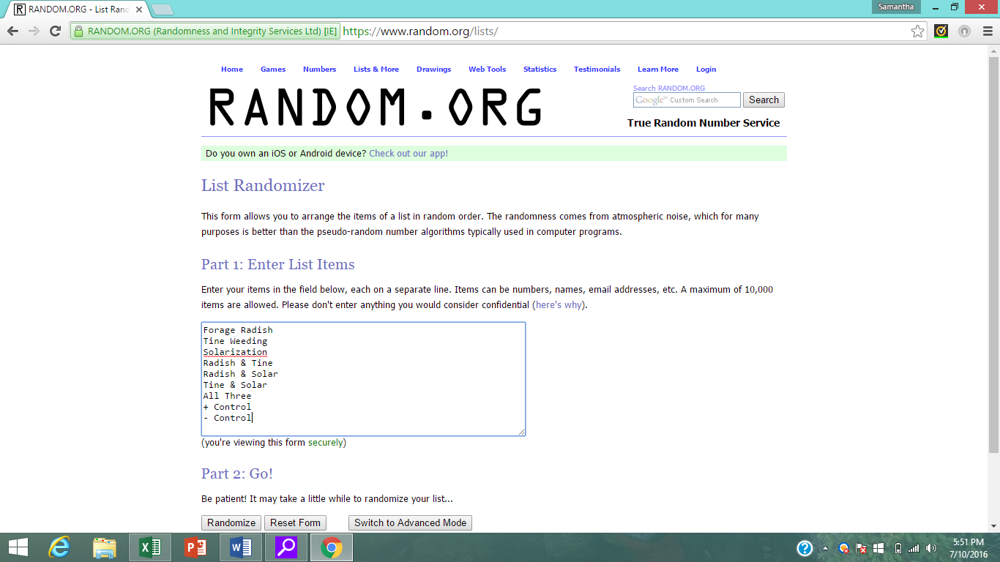 RANDOM.ORG - List Rand
Samantha
RANDOM.ORG (Randomness and Integrity Services Ltd) [IE] https://www.random.org/lists/
Home Games Numbers Lists & More Drawings Web Tools Statistics Testimonials Learn More Login
RANDOM.ORG
Search RANDOM.ORG
Google™ Custom Search Search
True Random Number Service
Do you own an iOS or Android device? Check out our app!
List Randomizer
This form allows you to arrange the items of a list in random order. The randomness comes from atmospheric noise, which for many
purposes is better than the pseudo-random number algorithms typically used in computer programs.
Part 1: Enter List Items
Enter your items in the field below, each on a separate line. Items can be numbers, names, email addresses, etc. A maximum of 10,000
items are allowed. Please don't enter anything you would consider confidential (here's why).
Forage Radish
Tine Weeding
Solarization
Radish & Tine
Radish & Solar
Tine & Solar
All Three
+ Control
- Control
(you're viewing this form securely)
Part 2: Go!
Be patient! It may take a little while to randomize your list...
Randomize Reset Form Switch to Advanced Mode
5:51 PM
7/10/2016